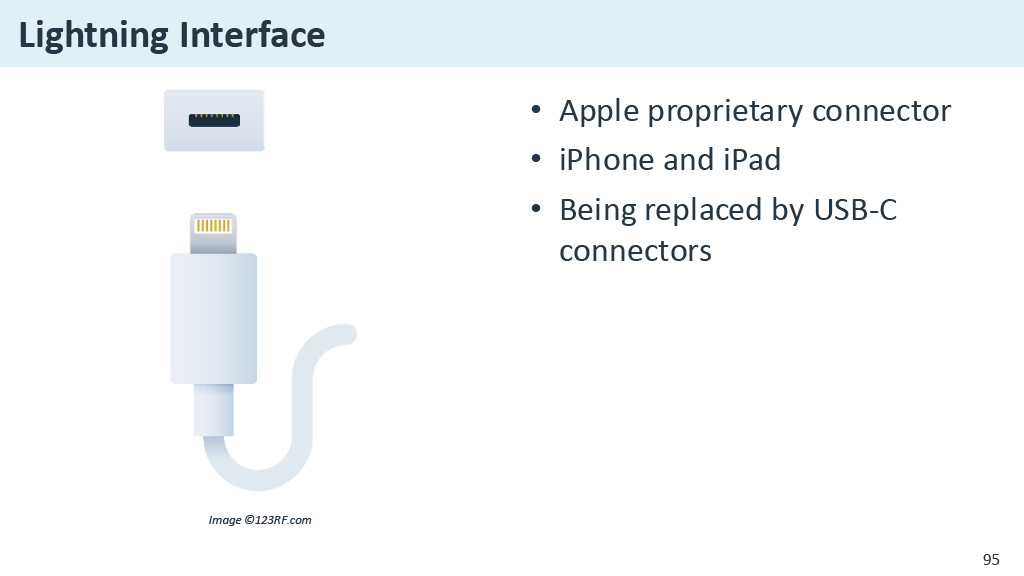 Lightning Interface
• Apple proprietary connector
• iPhone and iPad
• Being replaced by USB-C
connectors
Image ©123RF.com
95